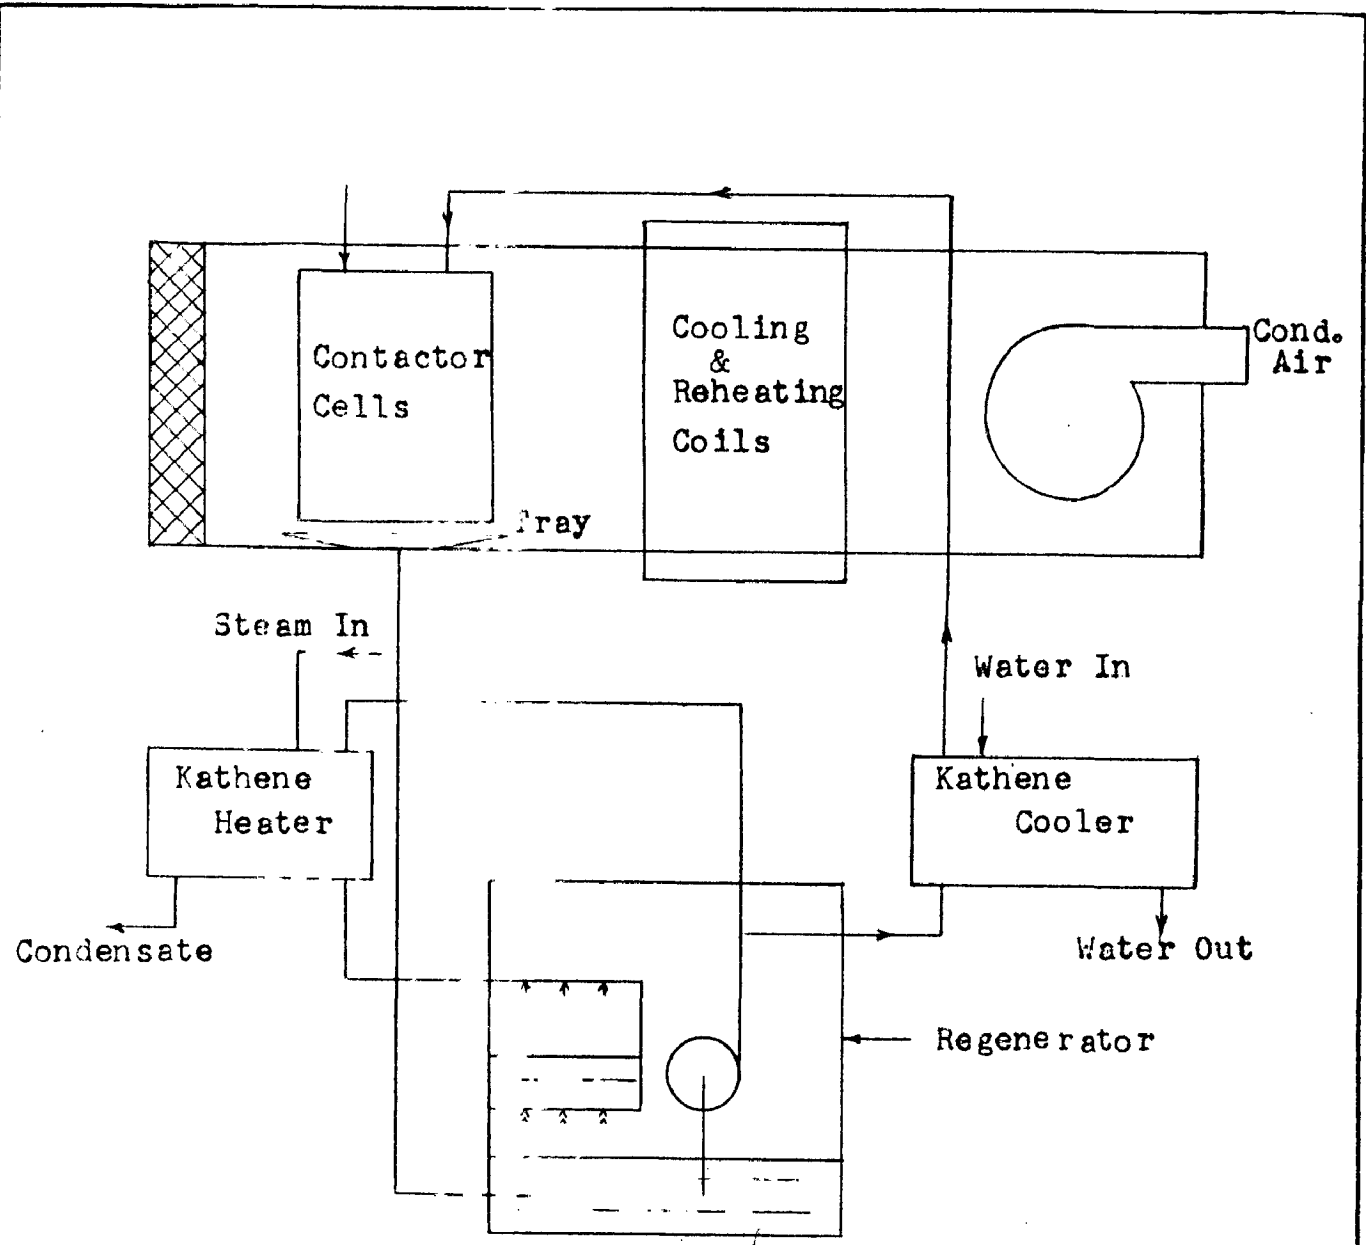 Contactor
Cells
Cooling
&
Reheating
Coils
Cond.
Air
Tray
Steam In
Water In
Kathene
Heater
Kathene
Cooler
Condensate
Water Out
Regenerator